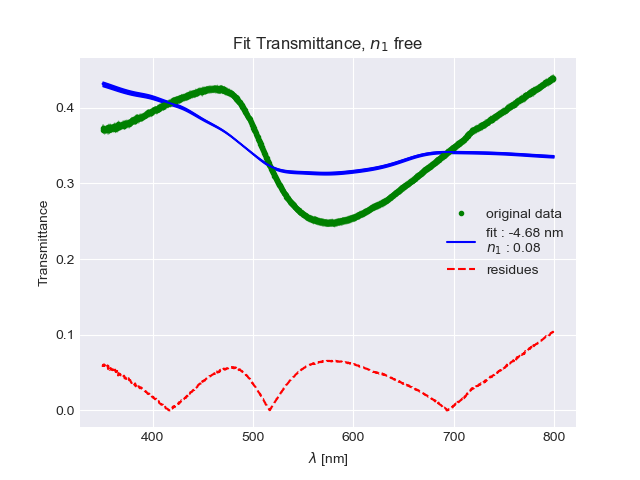 Fit Transmittance, n₁ free
Transmittance
0.4
0.3
0.2
0.1
0.0
original data
fit : -4.68 nm
n₁ : 0.08
residues
400 500 600 700 800
λ [nm]